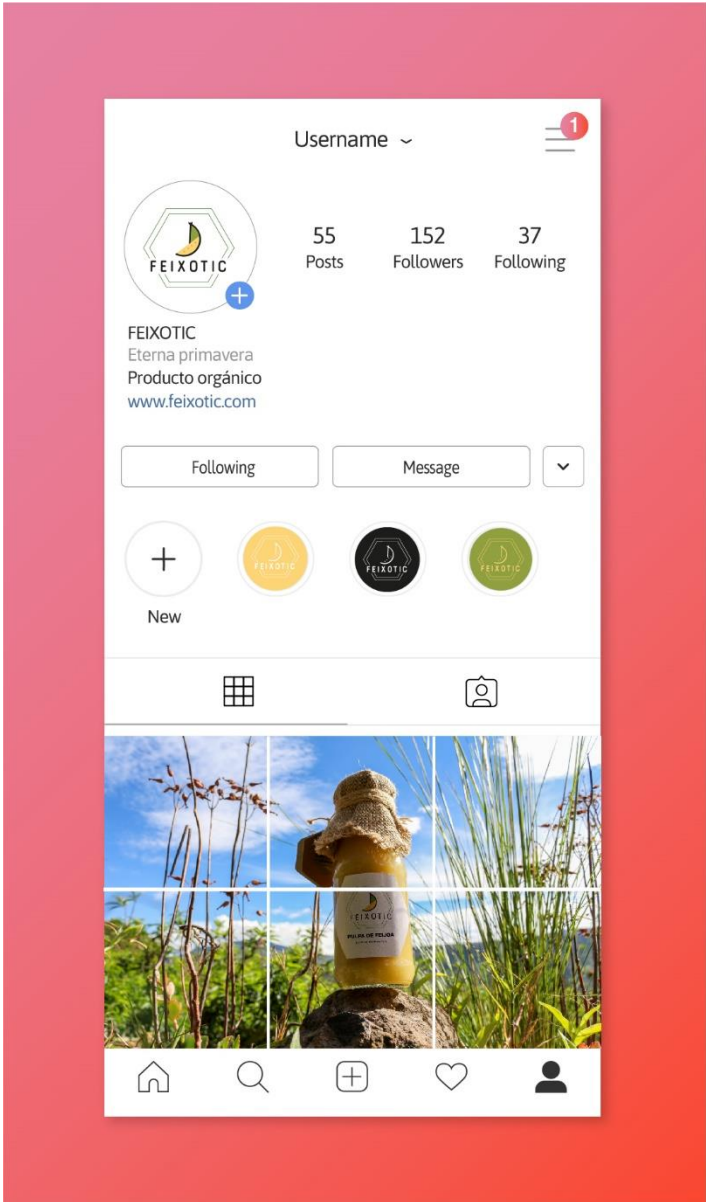 Username
1
FEIXOTIC
55
Posts
152
Followers
37
Following
FEIXOTIC
Eterna primavera
Producto orgánico
www.feixotic.com
Following
Message
New
FEIXOTIC
FEIXOTIC
FEIXOTIC
FEIXOTIC
PULPA DE FEIJOA